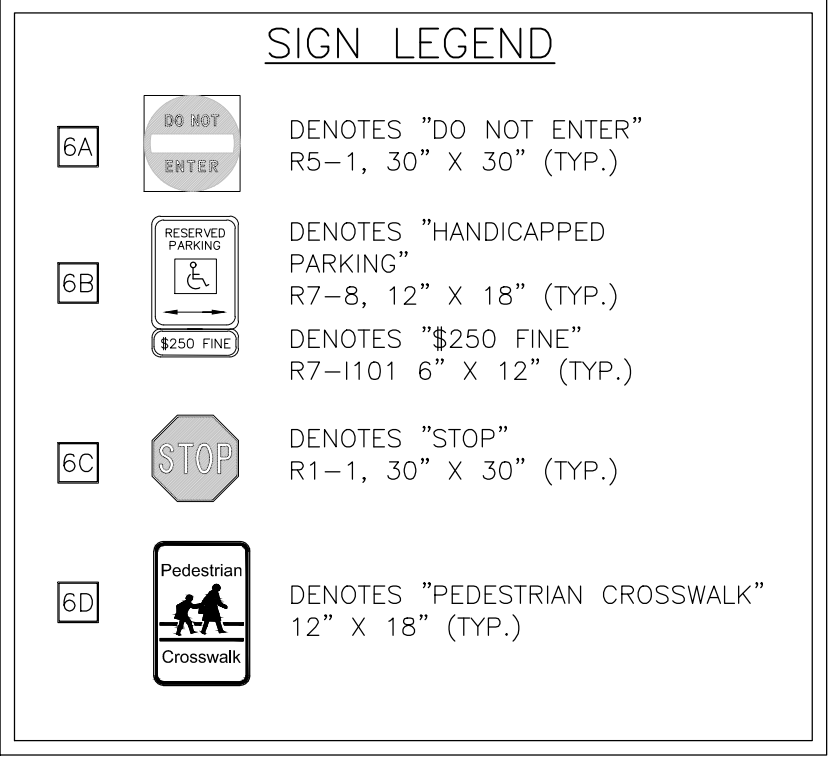 SIGN LEGEND
6A
DO NOT
ENTER
DENOTES "DO NOT ENTER"
R5-1, 30" X 30" (TYP.)
6B
RESERVED
PARKING
$250 FINE
DENOTES "HANDICAPPED
PARKING"
R7-8, 12" X 18" (TYP.)
DENOTES "$250 FINE"
R7-I101 6" X 12" (TYP.)
6C
STOP
DENOTES "STOP"
R1-1, 30" X 30" (TYP.)
6D
Pedestrian
Crosswalk
DENOTES "PEDESTRIAN CROSSWALK"
12" X 18" (TYP.)